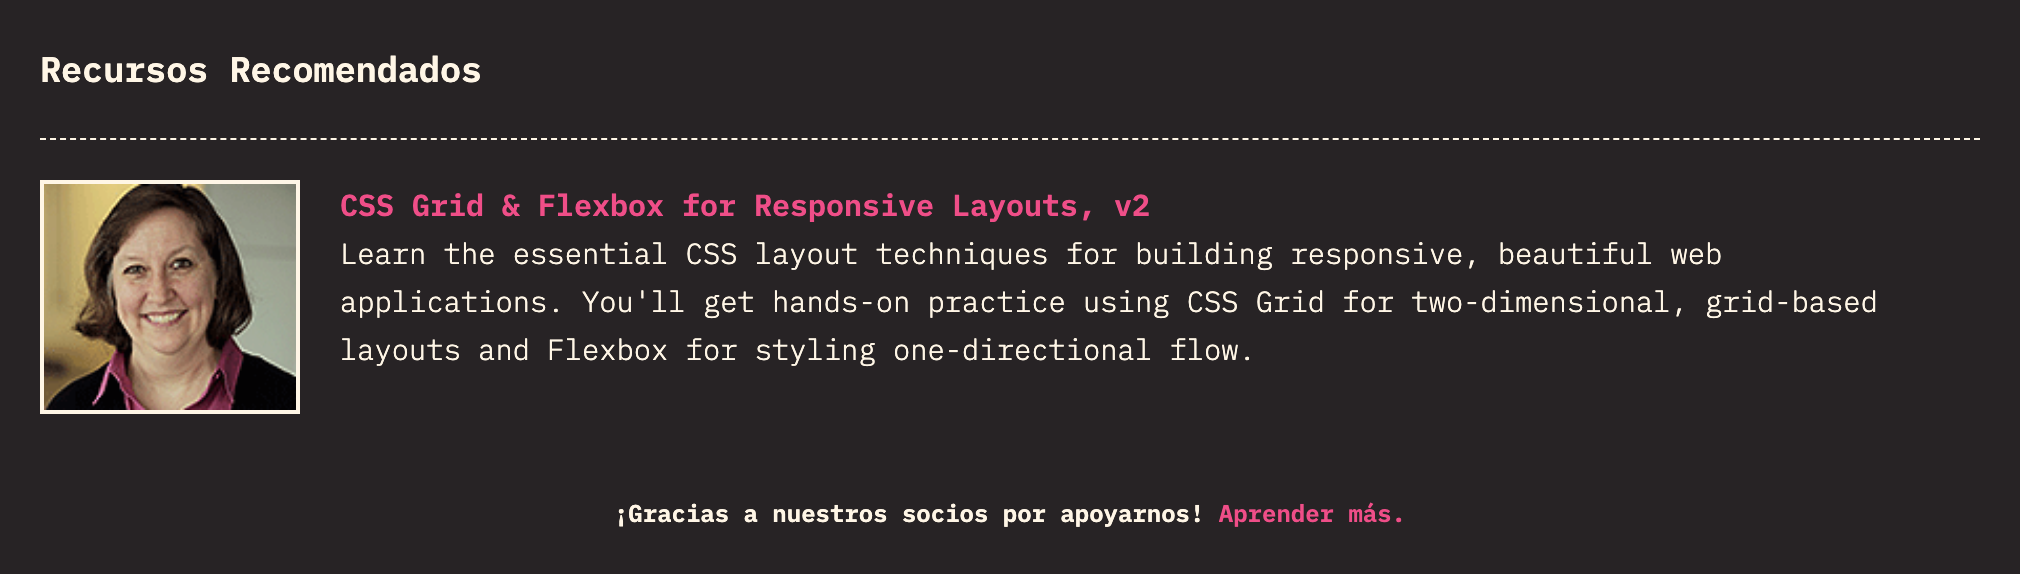 Recursos Recomendados
CSS Grid & Flexbox for Responsive Layouts, v2
Learn the essential CSS layout techniques for building responsive, beautiful web
applications. You'll get hands-on practice using CSS Grid for two-dimensional, grid-based
layouts and Flexbox for styling one-directional flow.
¡Gracias a nuestros socios por apoyarnos! Aprender más.